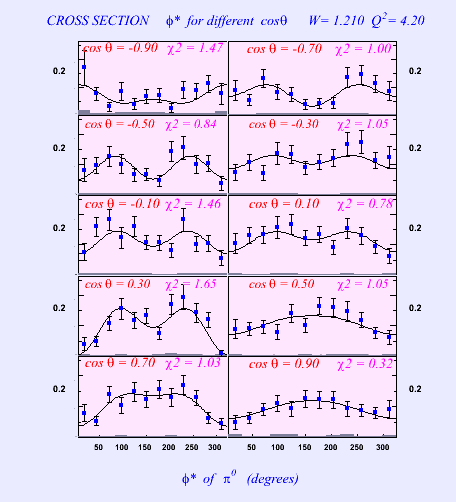 CROSS SECTION ϕ* for different cosθ W= 1.210 Q²= 4.20
cos θ = -0.90 χ2= 1.47 cos θ = -0.70 χ2= 1.00
0.2 0.2
cos θ = -0.50 χ2= 0.84 cos θ = -0.30 χ2= 1.05
0.2 0.2
cos θ = -0.10 χ2= 1.46 cos θ = 0.10 χ2= 0.78
0.2 0.2
cos θ = 0.30 χ2= 1.65 cos θ = 0.50 χ2= 1.05
0.2 0.2
cos θ = 0.70 χ2= 1.03 cos θ = 0.90 χ2= 0.32
0.2 0.2
50 100 150 200 250 300 50 100 150 200 250 300
ϕ* of π⁰ (degrees)